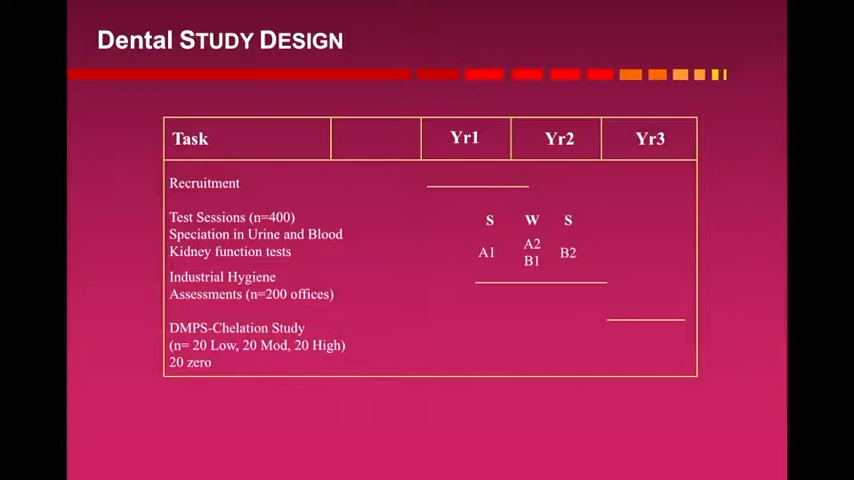 Dental STUDY DESIGN
Task Yr1 Yr2 Yr3
Recruitment
Test Sessions (n=400) S W S
Speciation in Urine and Blood
Kidney function tests A1 A2 B1 B2
Industrial Hygiene
Assessments (n=200 offices)
DMPS-Chelation Study
(n= 20 Low, 20 Mod, 20 High)
20 zero